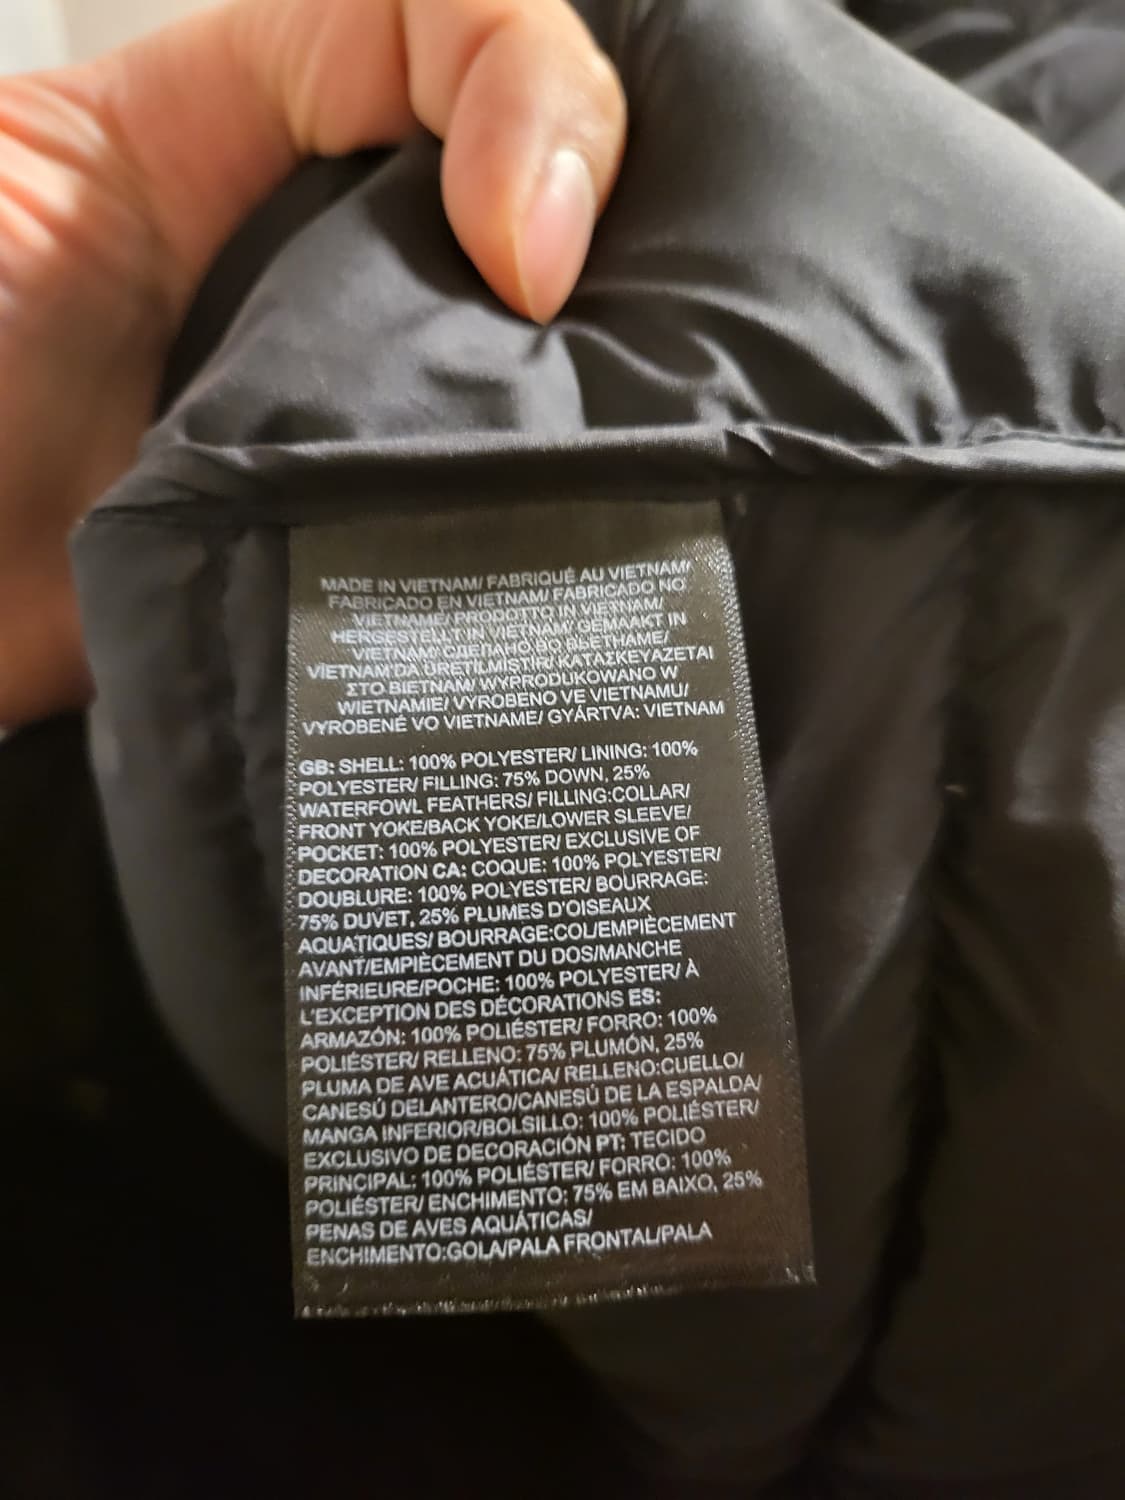 MADE IN VIETNAM/ FABRIQUÉ AU VIETNAM/
FABRICADO EN VIETNAM/ FABRICADO NO
VIETNAME/ PRODOTTO IN VIETNAM/
HERGESTELLT IN VIETNAM/ GEMAAKT IN
VIETNAM/ СДЕЛАНО ВО ВЬЕТНАМЕ/
VİETNAM'DA ÜRETİLMİŞTİR/ ΚΑΤΑΣΚΕΥΑΖΕΤΑΙ
ΣΤΟ ΒΙΕΤΝΑΜ/ WYPRODUKOWANO W
WIETNAMIE/ VYROBENO VE VIETNAMU/
VYROBENÉ VO VIETNAME/ GYÁRTVA: VIETNAM
GB: SHELL: 100% POLYESTER/ LINING: 100%
POLYESTER/ FILLING: 75% DOWN, 25%
WATERFOWL FEATHERS/ FILLING:COLLAR/
FRONT YOKE/BACK YOKE/LOWER SLEEVE/
POCKET: 100% POLYESTER/ EXCLUSIVE OF
DECORATION CA: COQUE: 100% POLYESTER/
DOUBLURE: 100% POLYESTER/ BOURRAGE:
75% DUVET, 25% PLUMES D'OISEAUX
AQUATIQUES/ BOURRAGE:COL/EMPIÈCEMENT
AVANT/EMPIÈCEMENT DU DOS/MANCHE
INFÉRIEURE/POCHE: 100% POLYESTER/ À
L'EXCEPTION DES DÉCORATIONS ES:
ARMAZÓN: 100% POLIÉSTER/ FORRO: 100%
POLIÉSTER/ RELLENO: 75% PLUMÓN, 25%
PLUMA DE AVE ACUÁTICA/ RELLENO:CUELLO/
CANESÚ DELANTERO/CANESÚ DE LA ESPALDA/
MANGA INFERIOR/BOLSILLO: 100% POLIÉSTER/
EXCLUSIVO DE DECORACIÓN PT: TECIDO
PRINCIPAL: 100% POLIÉSTER/ FORRO: 100%
POLIÉSTER/ ENCHIMENTO: 75% EM BAIXO, 25%
PENAS DE AVES AQUÁTICAS/
ENCHIMENTO:GOLA/PALA FRONTAL/PALA